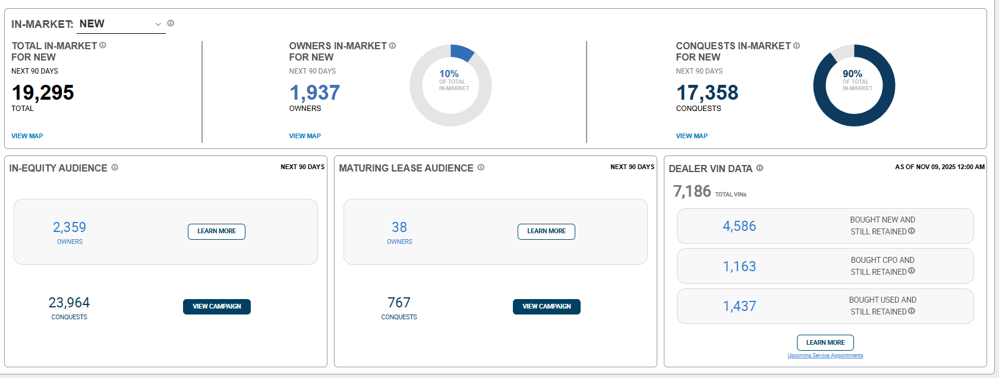 IN-MARKET: NEW
TOTAL IN-MARKET
FOR NEW
NEXT 90 DAYS
19,295
TOTAL
VIEW MAP
OWNERS IN-MARKET
FOR NEW
NEXT 90 DAYS
1,937
OWNERS
VIEW MAP
10%
OF TOTAL
IN-MARKET
CONQUESTS IN-MARKET
FOR NEW
NEXT 90 DAYS
17,358
CONQUESTS
VIEW MAP
90%
OF TOTAL
IN-MARKET
IN-EQUITY AUDIENCE
NEXT 90 DAYS
2,359
OWNERS
LEARN MORE
23,964
CONQUESTS
VIEW CAMPAIGN
MATURING LEASE AUDIENCE
NEXT 90 DAYS
38
OWNERS
LEARN MORE
767
CONQUESTS
VIEW CAMPAIGN
DEALER VIN DATA
AS OF NOV 09, 2025 12:00 AM
7,186 TOTAL VINs
4,586
BOUGHT NEW AND
STILL RETAINED
1,163
BOUGHT CPO AND
STILL RETAINED
1,437
BOUGHT USED AND
STILL RETAINED
LEARN MORE
Upcoming Service Appointments